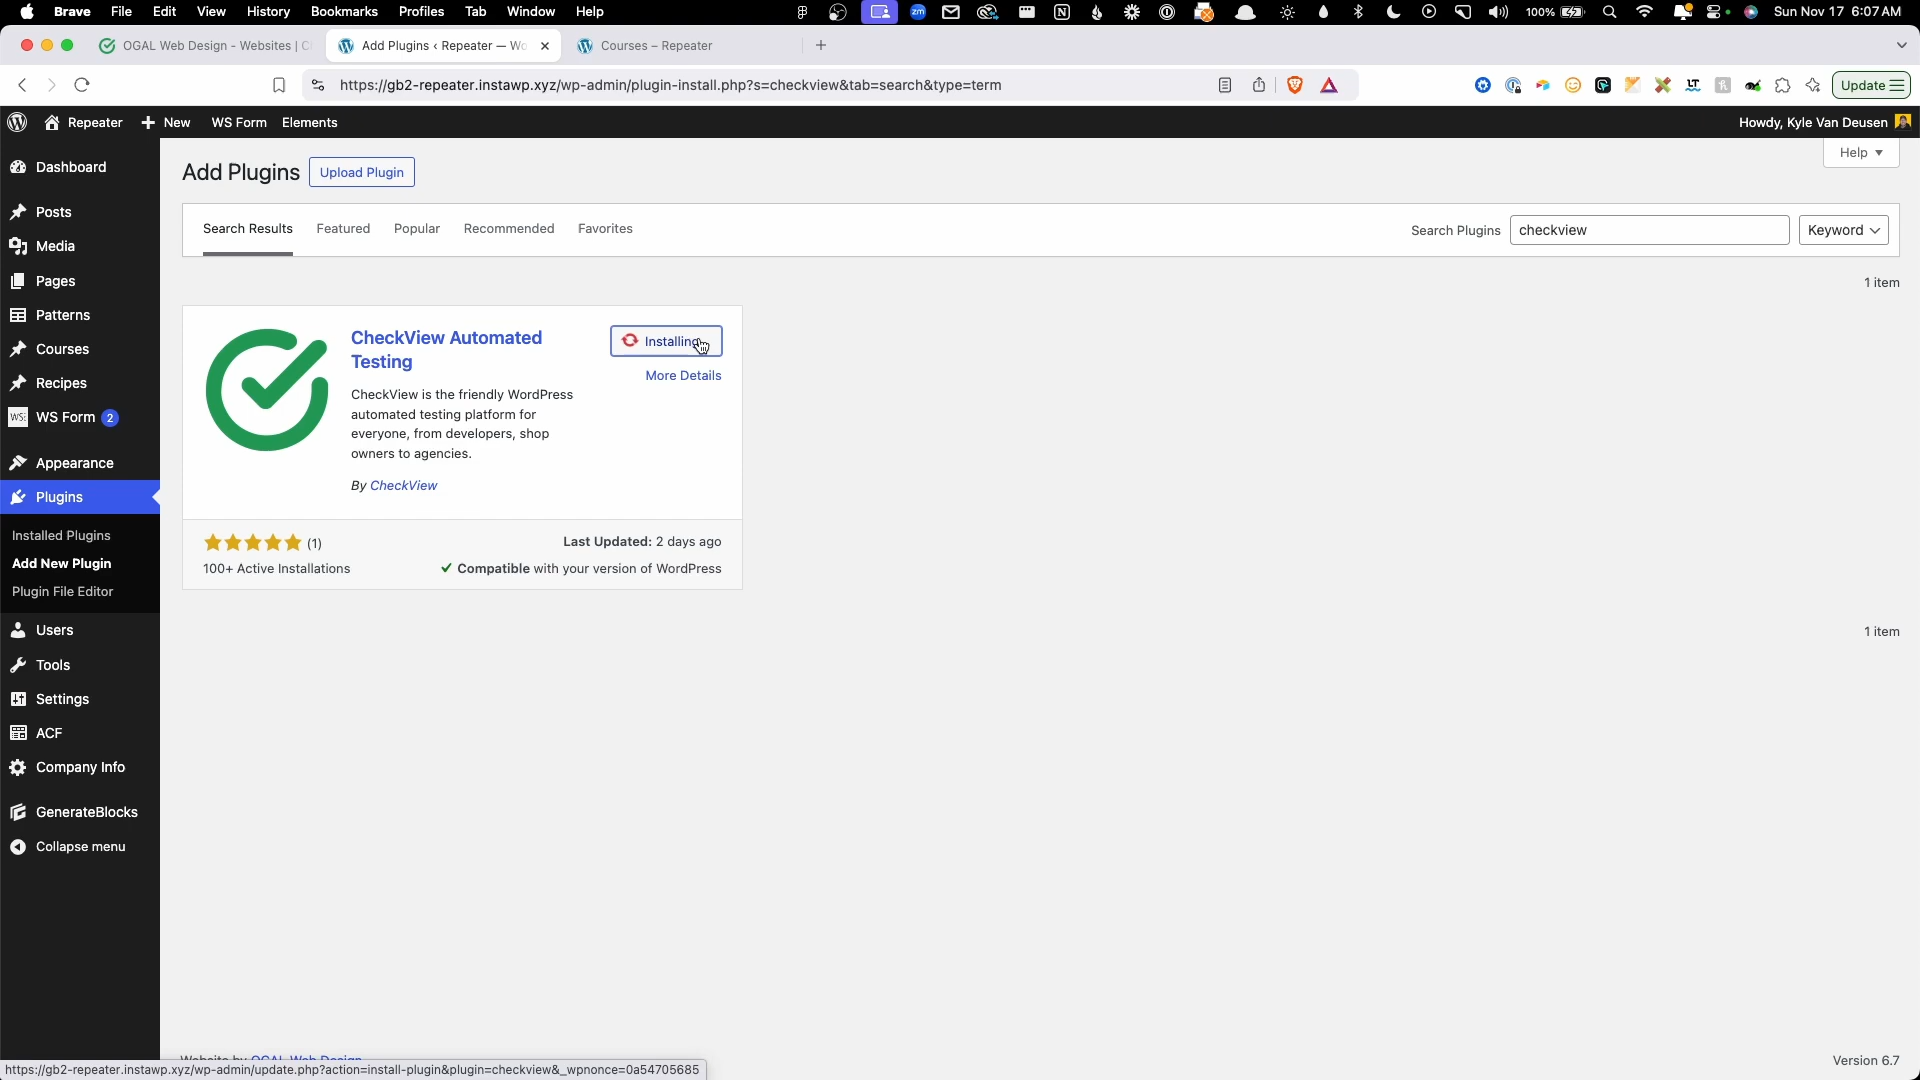 Brave File Edit View History Bookmarks Profiles Tab Window Help
zm
100%
Sun Nov 17 6:07 AM
OGAL Web Design - Websites | C
Add Plugins ‹ Repeater — Wo
Courses – Repeater
https://gb2-repeater.instawp.xyz/wp-admin/plugin-install.php?s=checkview&tab=search&type=term
LT
Update
Repeater
New
WS Form
Elements
Howdy, Kyle Van Deusen
Dashboard
Posts
Media
Pages
Patterns
Courses
Recipes
WS: WS Form 2
Appearance
Plugins
Installed Plugins
Add New Plugin
Plugin File Editor
Users
Tools
Settings
ACF
Company Info
GenerateBlocks
Collapse menu
Help
Add Plugins
Upload Plugin
Search Results
Featured
Popular
Recommended
Favorites
Search Plugins
checkview
Keyword
1 item
CheckView Automated
Testing
Installing
More Details
CheckView is the friendly WordPress
automated testing platform for
everyone, from developers, shop
owners to agencies.
By CheckView
(1)
Last Updated: 2 days ago
100+ Active Installations
Compatible with your version of WordPress
1 item
Website by OGAL Web Design
Version 6.7
https://gb2-repeater.instawp.xyz/wp-admin/update.php?action=install-plugin&plugin=checkview&_wpnonce=0a54705685